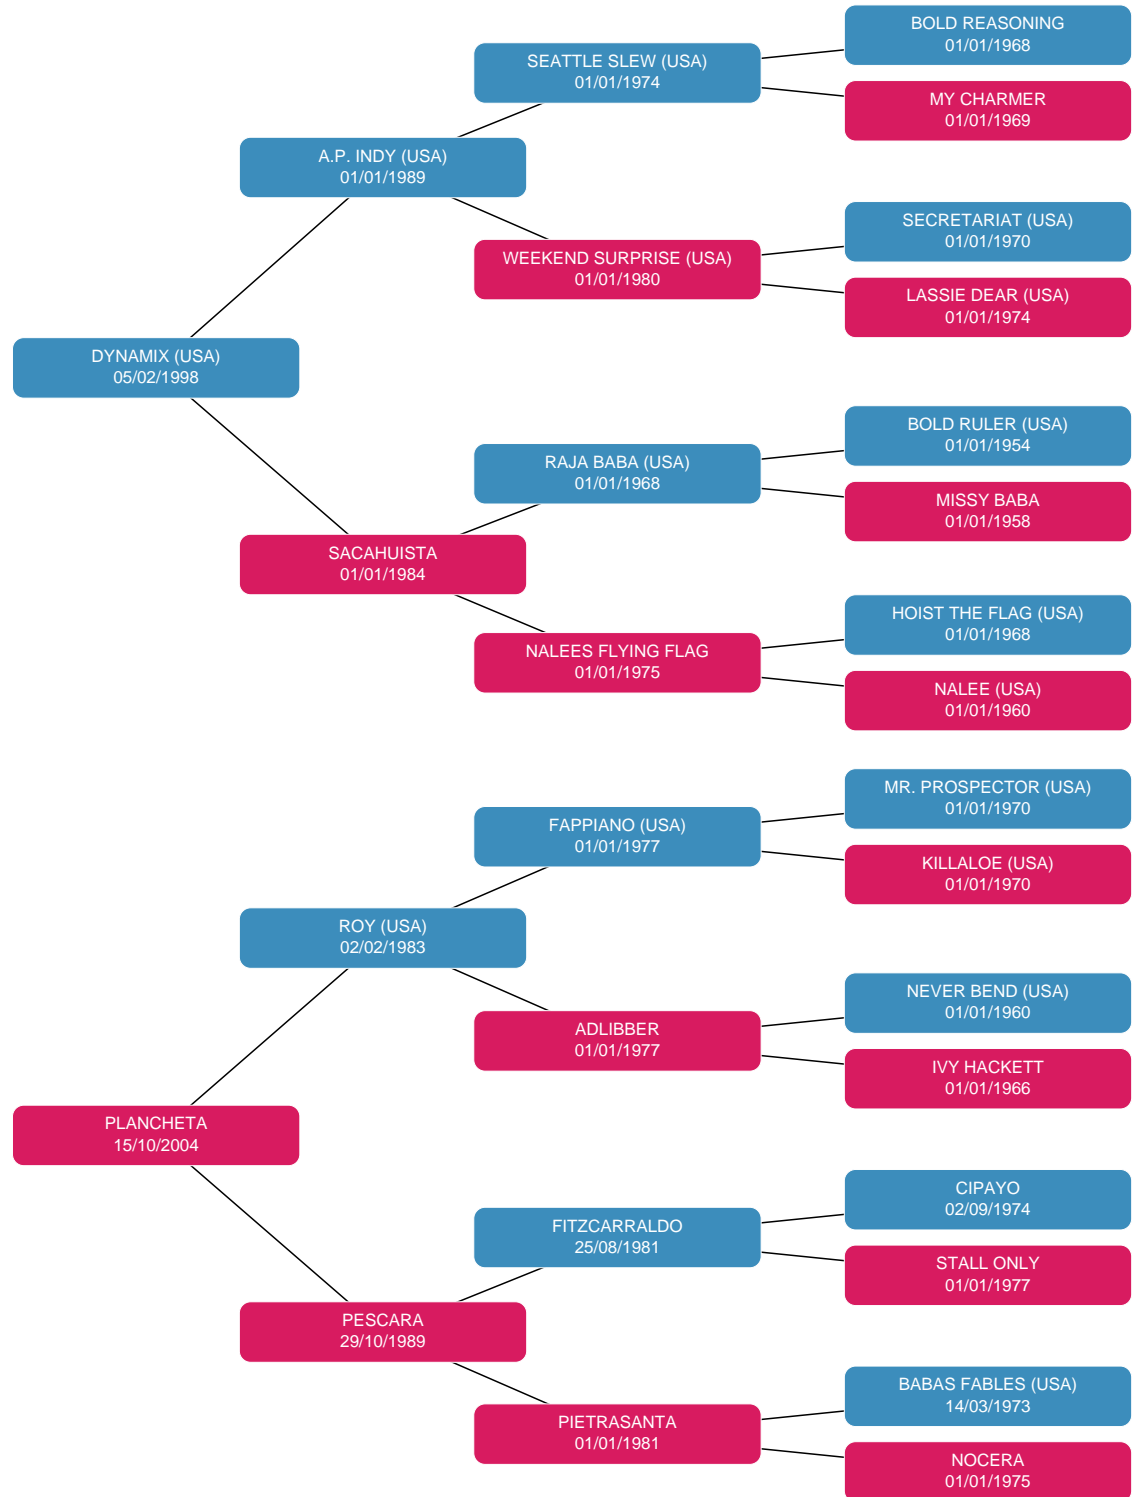 BOLD REASONING
01/01/1968
SEATTLE SLEW (USA)
01/01/1974
MY CHARMER
01/01/1969
A.P. INDY (USA)
01/01/1989
SECRETARIAT (USA)
01/01/1970
WEEKEND SURPRISE (USA)
01/01/1980
LASSIE DEAR (USA)
01/01/1974
DYNAMIX (USA)
05/02/1998
BOLD RULER (USA)
01/01/1954
RAJA BABA (USA)
01/01/1968
MISSY BABA
01/01/1958
SACAHUISTA
01/01/1984
HOIST THE FLAG (USA)
01/01/1968
NALEES FLYING FLAG
01/01/1975
NALEE (USA)
01/01/1960
MR. PROSPECTOR (USA)
01/01/1970
FAPPIANO (USA)
01/01/1977
KILLALOE (USA)
01/01/1970
ROY (USA)
02/02/1983
NEVER BEND (USA)
01/01/1960
ADLIBBER
01/01/1977
IVY HACKETT
01/01/1966
PLANCHETA
15/10/2004
CIPAYO
02/09/1974
FITZCARRALDO
25/08/1981
STALL ONLY
01/01/1977
PESCARA
29/10/1989
BABAS FABLES (USA)
14/03/1973
PIETRASANTA
01/01/1981
NOCERA
01/01/1975